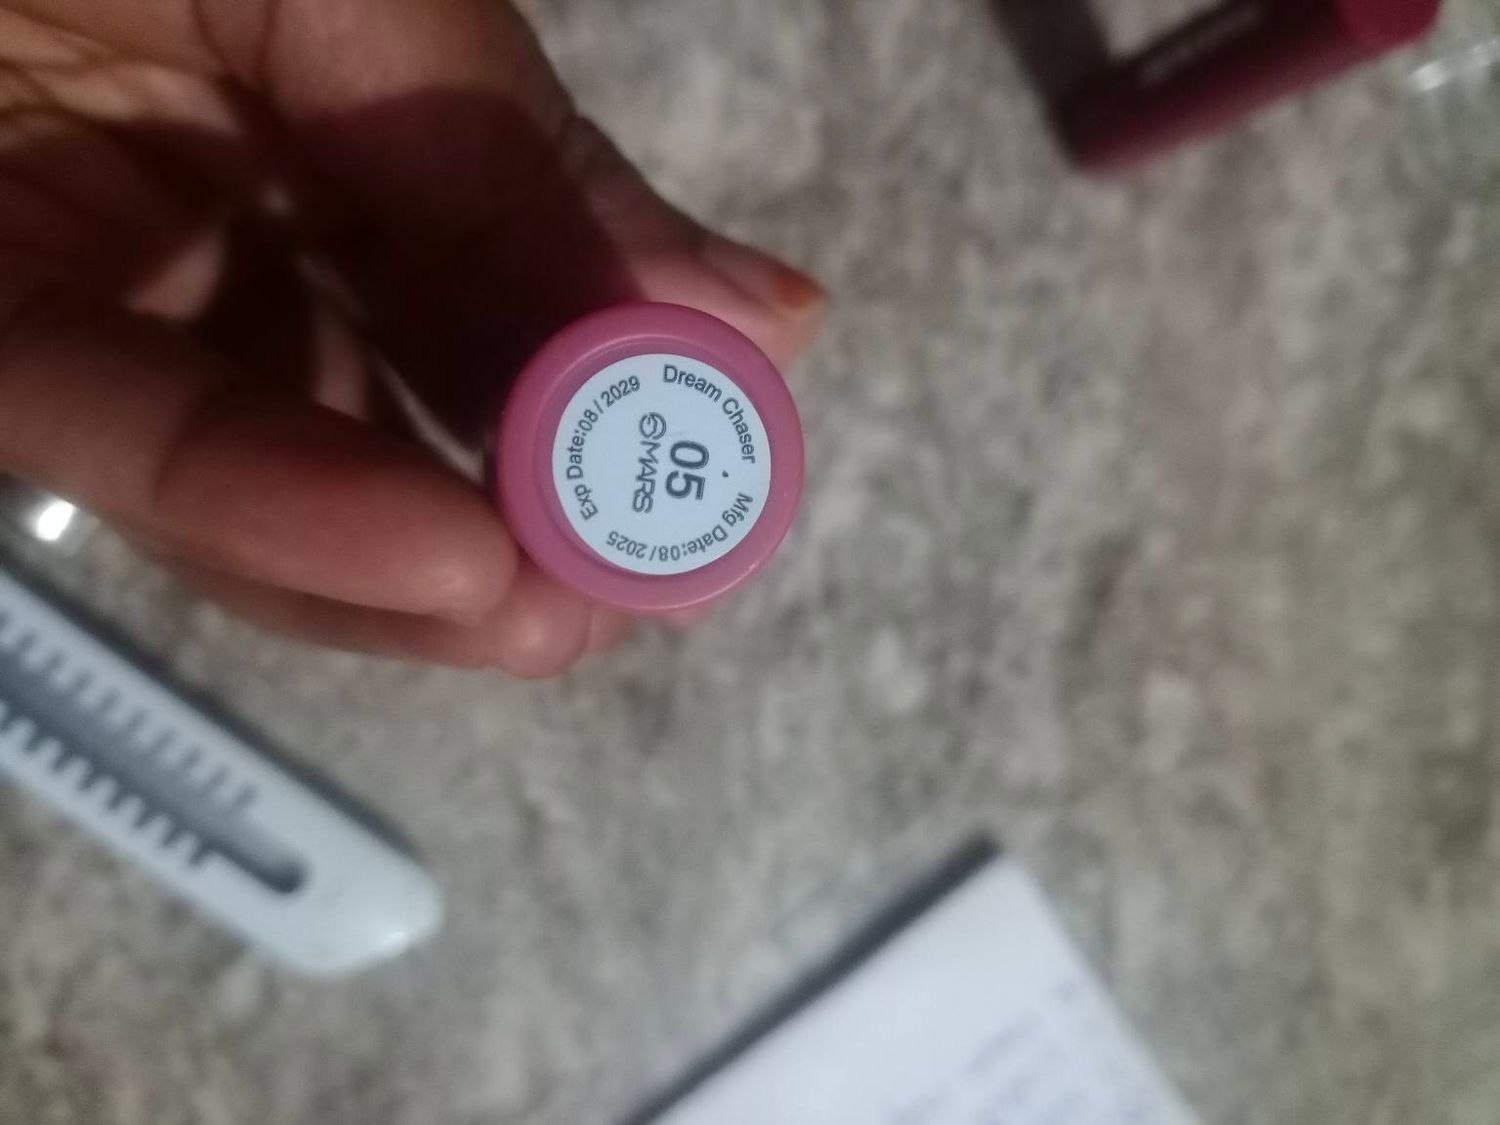 Dream Chaser
05
MARS
Mfg Date:08/2025
Exp Date:08/2029